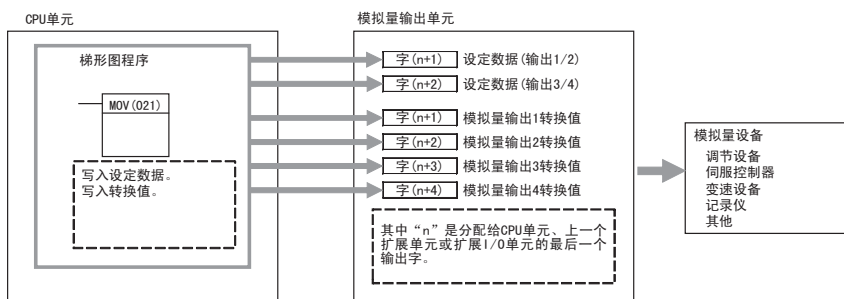 CPU单元
模拟量输出单元
梯形图程序
MOV(021)
写入设定数据。
写入转换值。
字(n+1) 设定数据(输出1/2)
字(n+2) 设定数据(输出3/4)
字(n+1) 模拟量输出1转换值
字(n+2) 模拟量输出2转换值
字(n+3) 模拟量输出3转换值
字(n+4) 模拟量输出4转换值
其中“n”是分配给CPU单元、上一个
扩展单元或扩展I/O单元的最后一个
输出字。
模拟量设备
调节设备
伺服控制器
变速设备
记录仪
其他